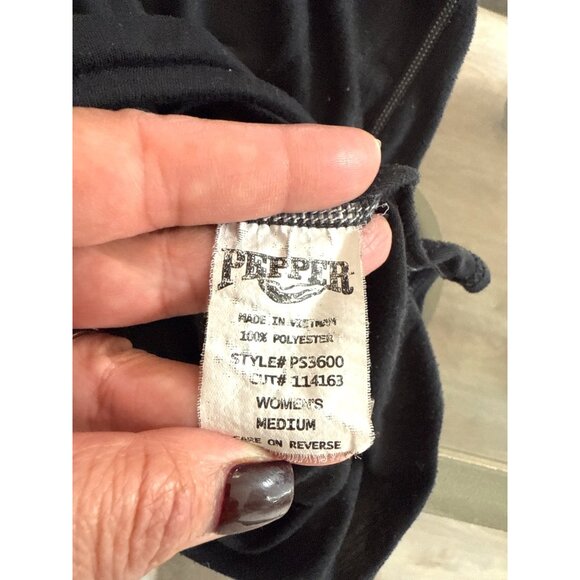 PEPPER
MADE IN VIETNAM
100% POLYESTER
STYLE# PS3600
CUT# 114163
WOMEN'S
MEDIUM
CARE ON REVERSE